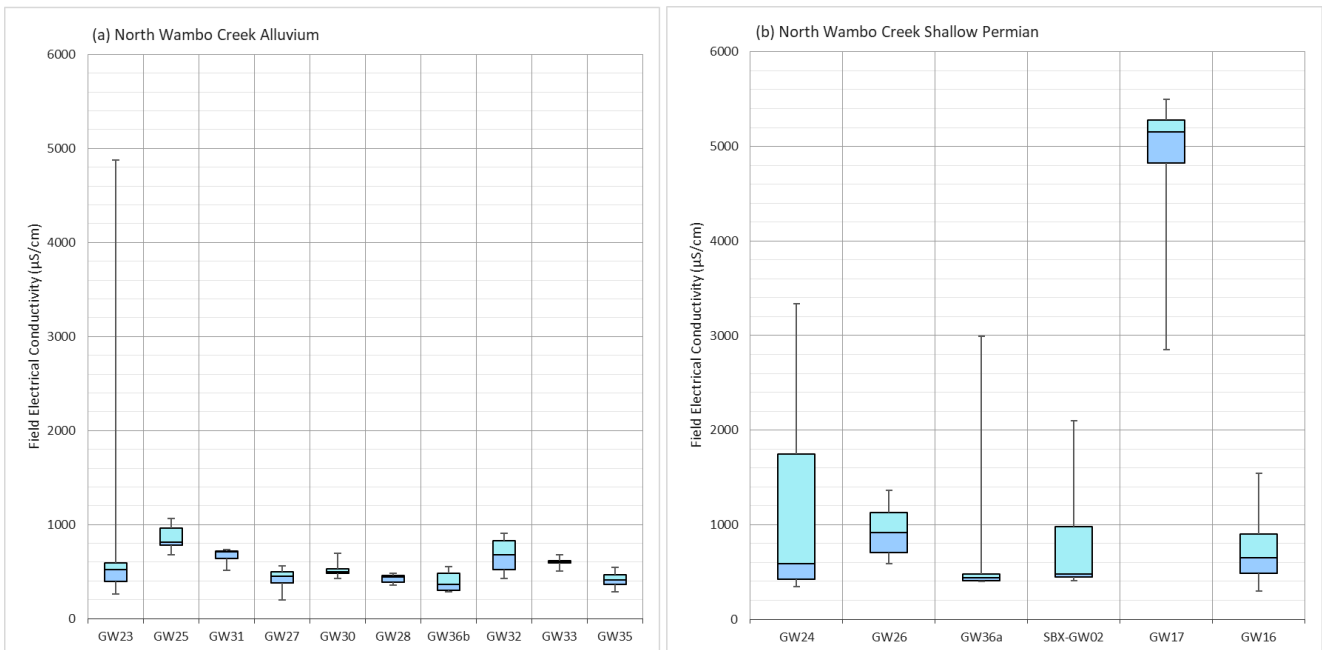 (a) North Wambo Creek Alluvium
Field Electrical Conductivity (µS/cm)
6000
5000
4000
3000
2000
1000
0
GW23 GW25 GW31 GW27 GW30 GW28 GW36b GW32 GW33 GW35
(b) North Wambo Creek Shallow Permian
Field Electrical Conductivity (µS/cm)
6000
5000
4000
3000
2000
1000
0
GW24 GW26 GW36a SBX-GW02 GW17 GW16